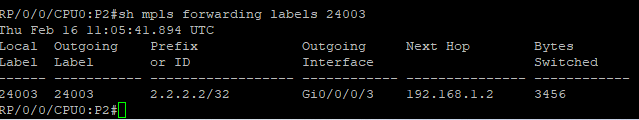 RP/0/0/CPU0:P2#sh mpls forwarding labels 24003
Thu Feb 16 11:05:41.894 UTC
Local  Outgoing    Prefix             Outgoing     Next Hop        Bytes
Label  Label       or ID              Interface                    Switched
------ ----------- ------------------ ------------ --------------- ------------
24003  24003       2.2.2.2/32         Gi0/0/0/3    192.168.1.2     3456
RP/0/0/CPU0:P2#